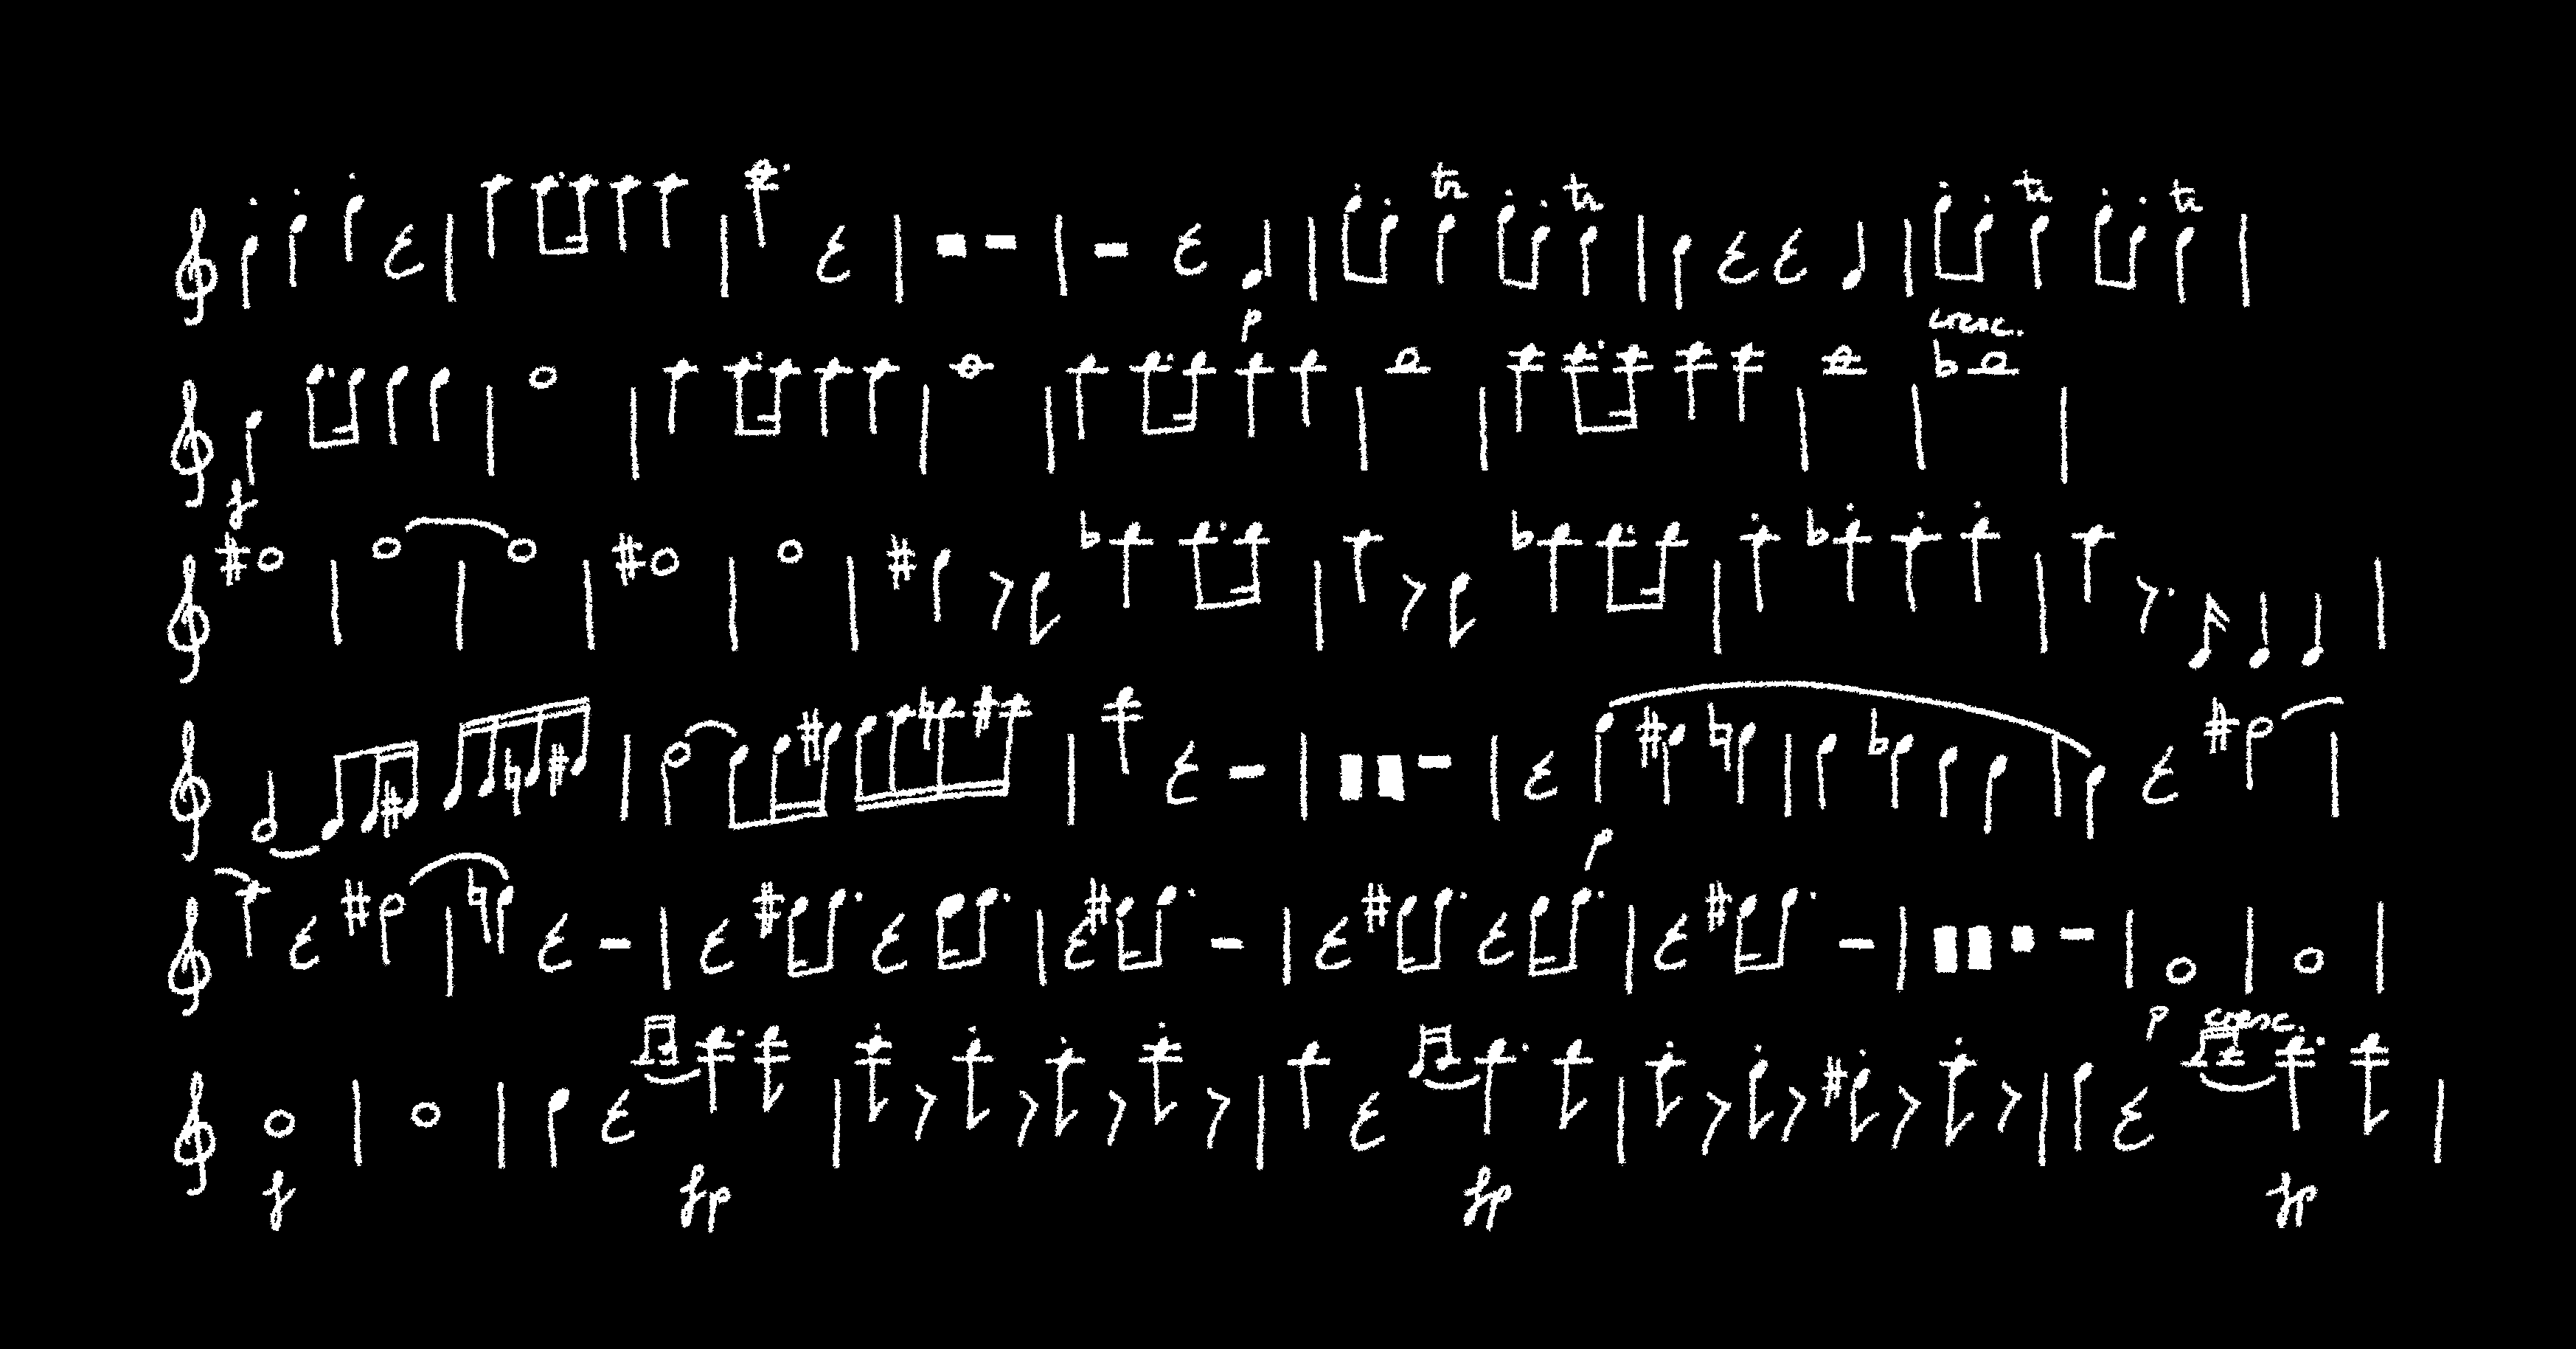 tr tr tr tr
p cresc.
f
p
p cresc.
f fp fp fp